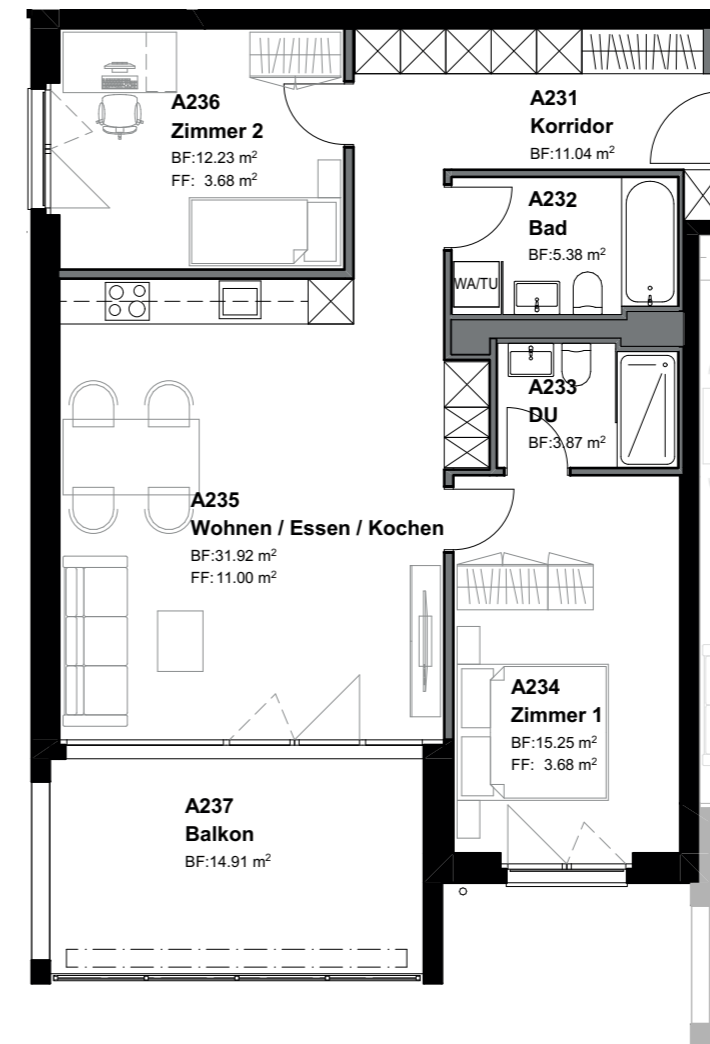 A236
Zimmer 2
BF:12.23 m²
FF: 3.68 m²
A231
Korridor
BF:11.04 m²
A232
Bad
BF:5.38 m²
WA/TU
A233
DU
BF:3.87 m²
A235
Wohnen / Essen / Kochen
BF:31.92 m²
FF: 11.00 m²
A234
Zimmer 1
BF:15.25 m²
FF: 3.68 m²
A237
Balkon
BF:14.91 m²